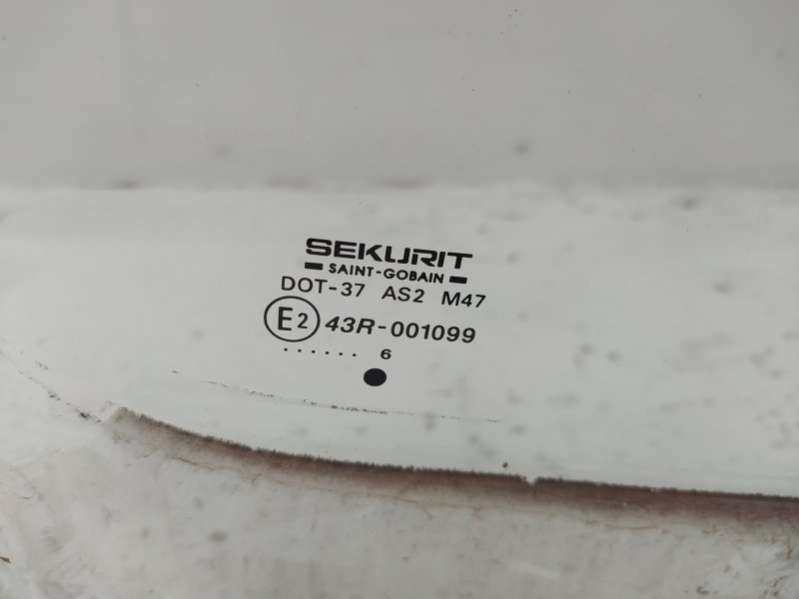 SEKURIT
SAINT-GOBAIN
DOT-37 AS2 M47
E2 43R-001099
...... 6